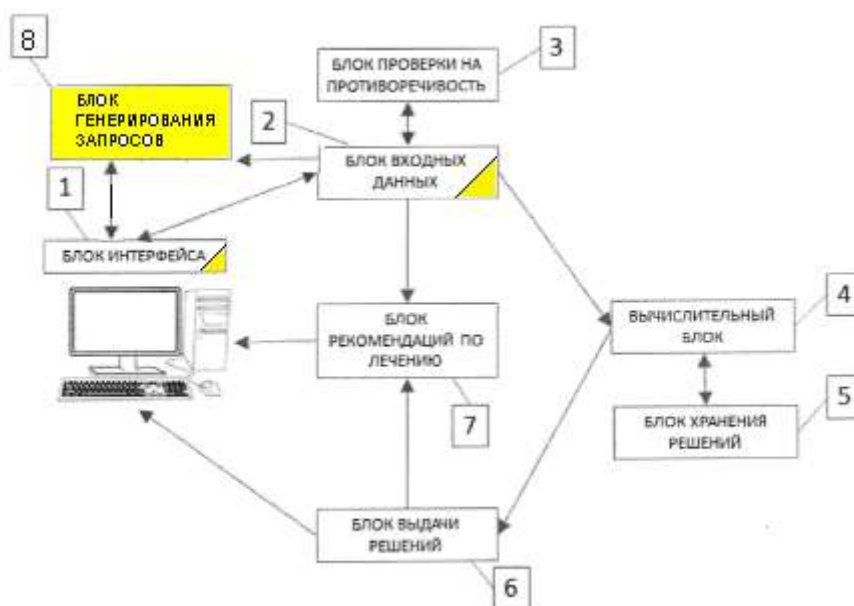 8
3
БЛОК ПРОВЕРКИ НА
ПРОТИВОРЕЧИВОСТЬ
БЛОК
ГЕНЕРИРОВАНИЯ
ЗАПРОСОВ
2
БЛОК ВХОДНЫХ
ДАННЫХ
1
БЛОК ИНТЕРФЕЙСА
4
БЛОК
РЕКОМЕНДАЦИЙ ПО
ЛЕЧЕНИЮ
ВЫЧИСЛИТЕЛЬНЫЙ
БЛОК
7
5
БЛОК ХРАНЕНИЯ
РЕШЕНИЙ
БЛОК ВЫДАЧИ
РЕШЕНИЙ
6